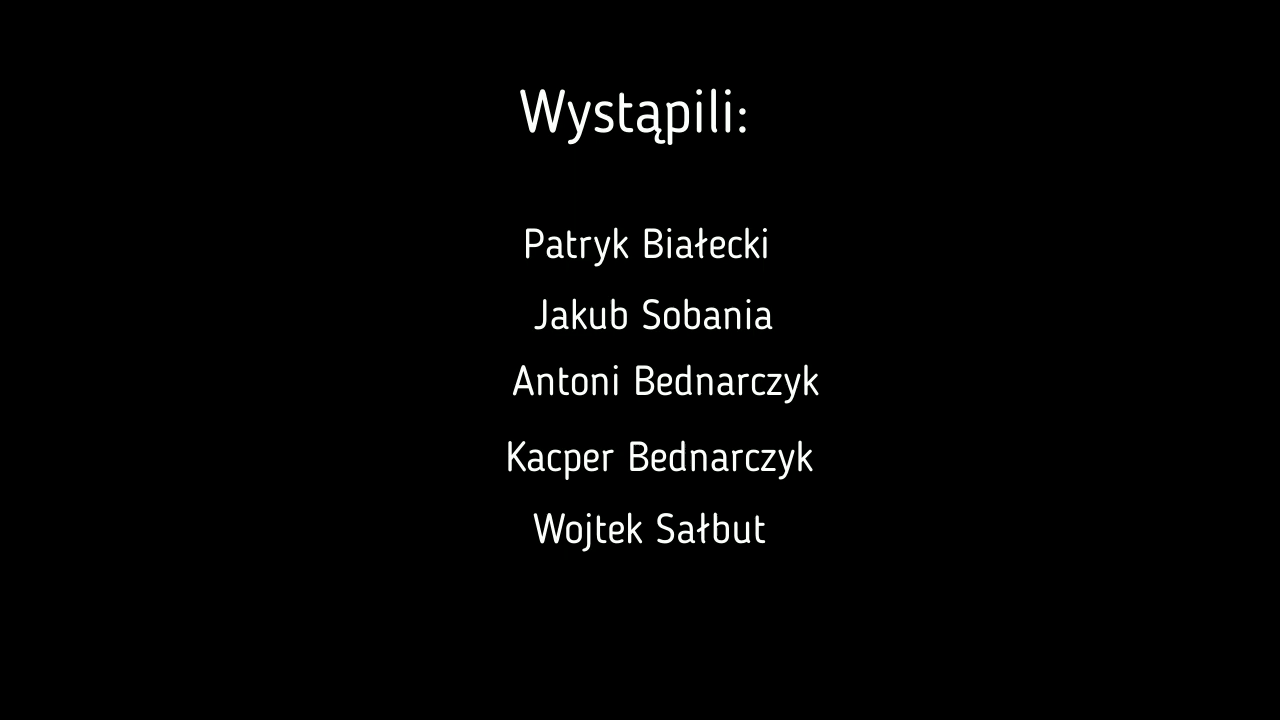 Wystąpili:
Patryk Białecki
Jakub Sobania
Antoni Bednarczyk
Kacper Bednarczyk
Wojtek Sałbut